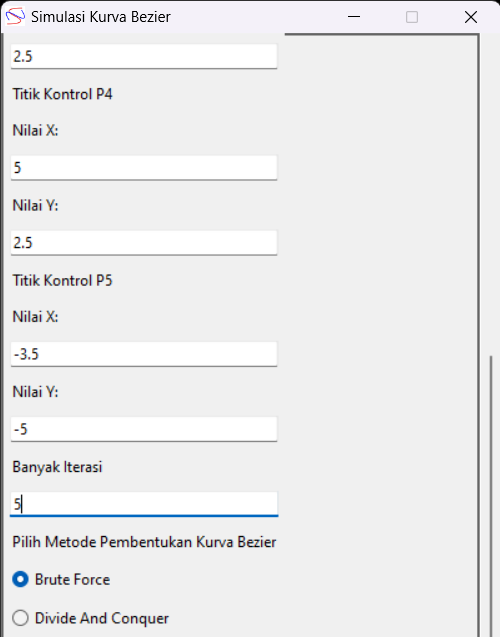 Simulasi Kurva Bezier
2.5
Titik Kontrol P4
Nilai X:
5
Nilai Y:
2.5
Titik Kontrol P5
Nilai X:
-3.5
Nilai Y:
-5
Banyak Iterasi
5
Pilih Metode Pembentukan Kurva Bezier
Brute Force
Divide And Conquer